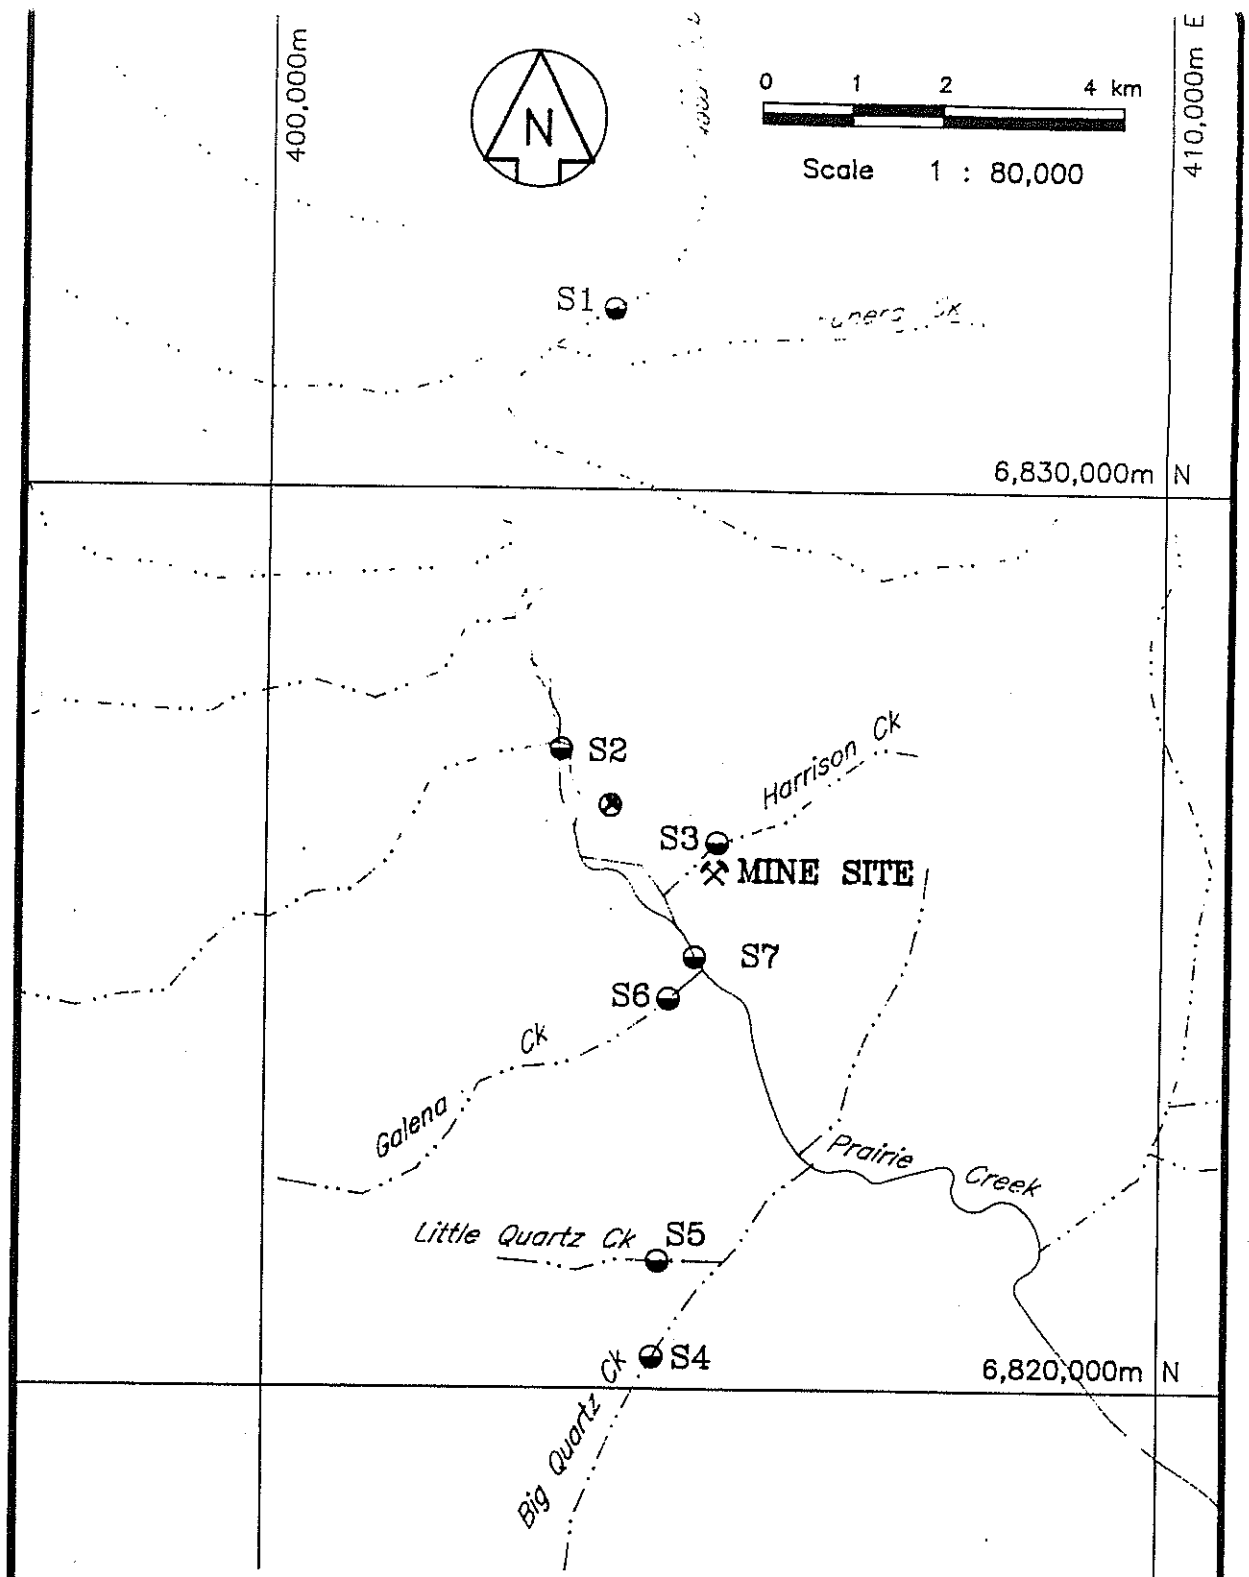 400,000m
N
0 1 2 4 km
Scale 1 : 80,000
410,000m E
S1
6,830,000m N
S2
Harrison Ck
S3
MINE SITE
S7
S6
Galena Ck
Prairie Creek
Little Quartz Ck
S5
S4
6,820,000m N
Big Quartz Ck